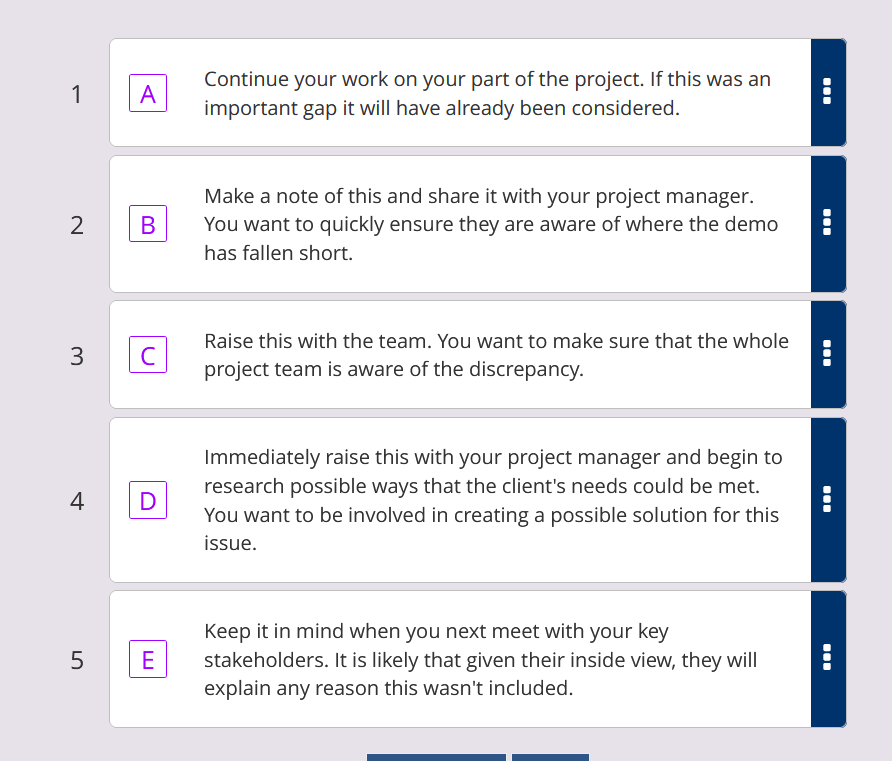 1
A
Continue your work on your part of the project. If this was an
important gap it will have already been considered.
2
B
Make a note of this and share it with your project manager.
You want to quickly ensure they are aware of where the demo
has fallen short.
3
C
Raise this with the team. You want to make sure that the whole
project team is aware of the discrepancy.
4
D
Immediately raise this with your project manager and begin to
research possible ways that the client's needs could be met.
You want to be involved in creating a possible solution for this
issue.
5
E
Keep it in mind when you next meet with your key
stakeholders. It is likely that given their inside view, they will
explain any reason this wasn't included.